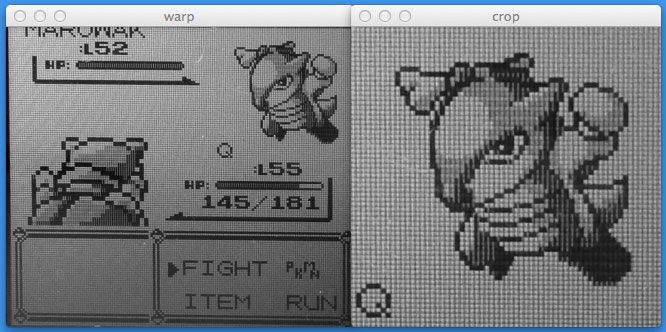 warp
MAROWAK
:L52
HP:
Q
:L55
HP:
145/181
▶FIGHT PKMN
ITEM RUN
crop
Q